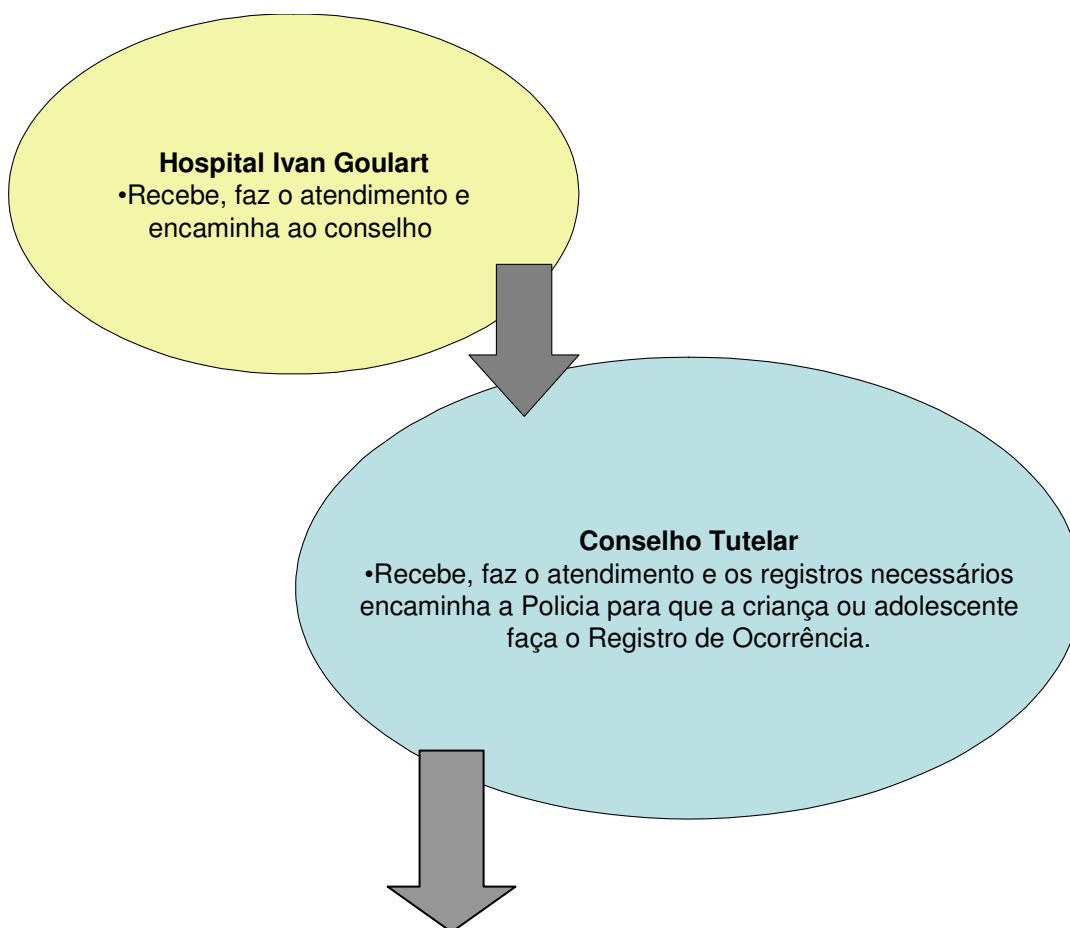 Hospital Ivan Goulart
•Recebe, faz o atendimento e
encaminha ao conselho
Conselho Tutelar
•Recebe, faz o atendimento e os registros necessários
encaminha a Policia para que a criança ou adolescente
faça o Registro de Ocorrência.